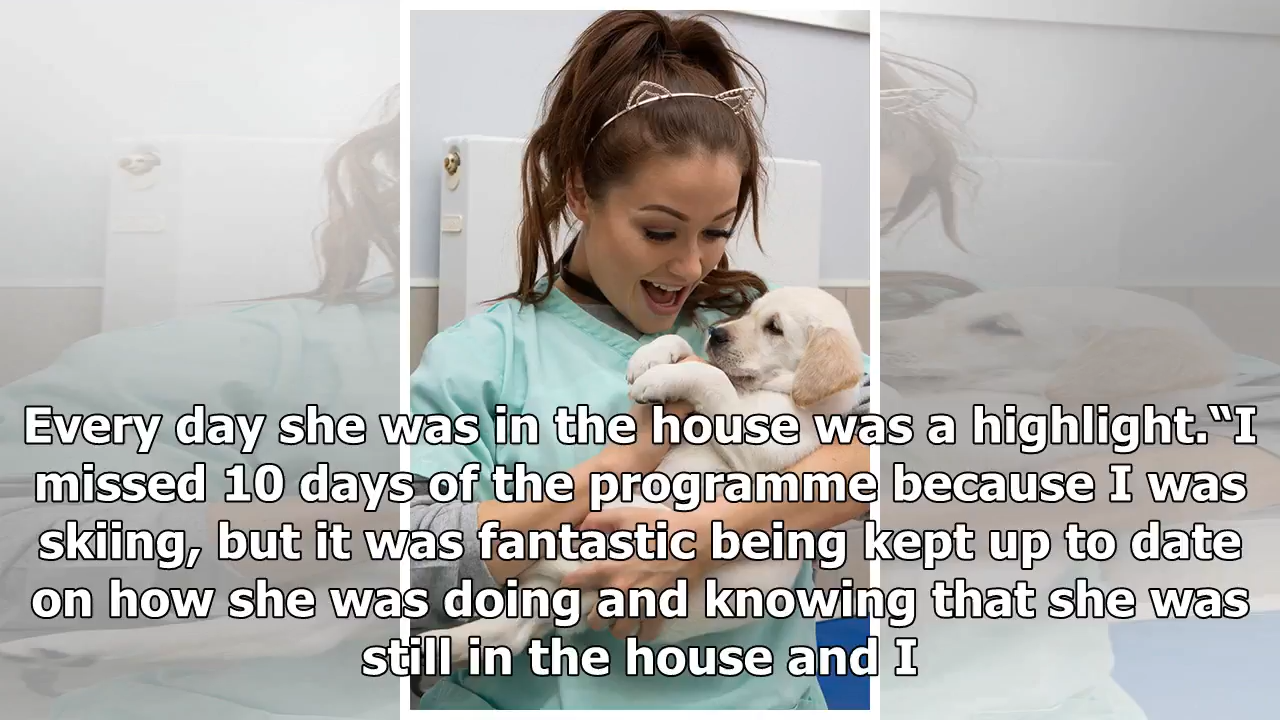 Every day she was in the house was a highlight.“I
missed 10 days of the programme because I was
skiing, but it was fantastic being kept up to date
on how she was doing and knowing that she was
still in the house and I